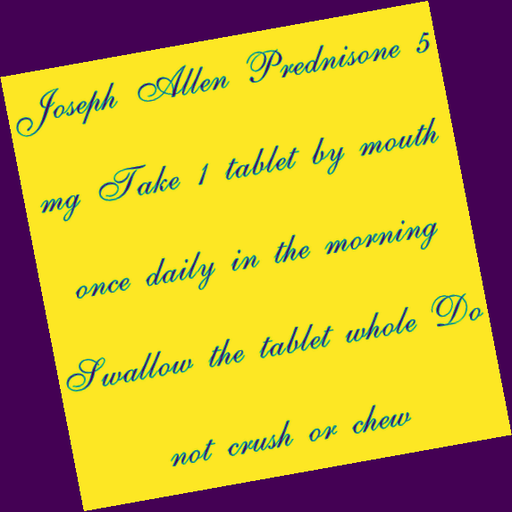 Joseph Allen Prednisone 5
mg Take 1 tablet by mouth
once daily in the morning
Swallow the tablet whole Do
not crush or chew